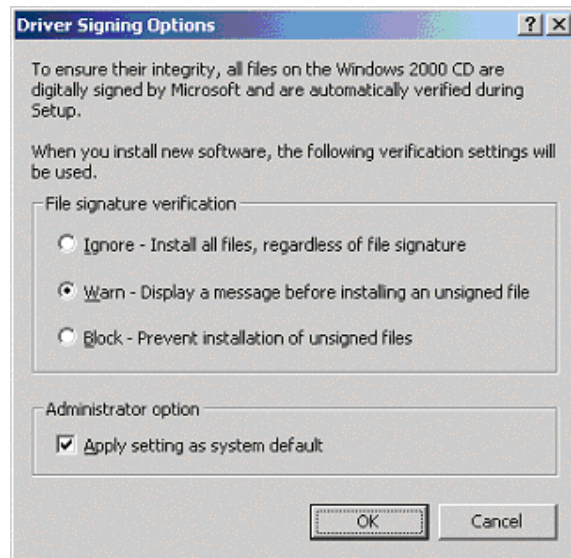 Driver Signing Options
To ensure their integrity, all files on the Windows 2000 CD are
digitally signed by Microsoft and are automatically verified during
Setup.
When you install new software, the following verification settings will
be used.
File signature verification
Ignore - Install all files, regardless of file signature
Warn - Display a message before installing an unsigned file
Block - Prevent installation of unsigned files
Administrator option
Apply setting as system default
OK Cancel